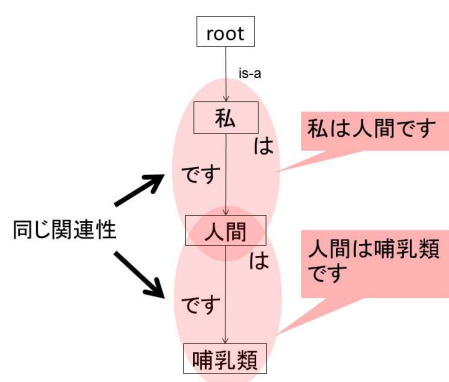 root
is-a
私
は
私は人間です
です
同じ関連性
人間
は
人間は哺乳類
です
です
哺乳類